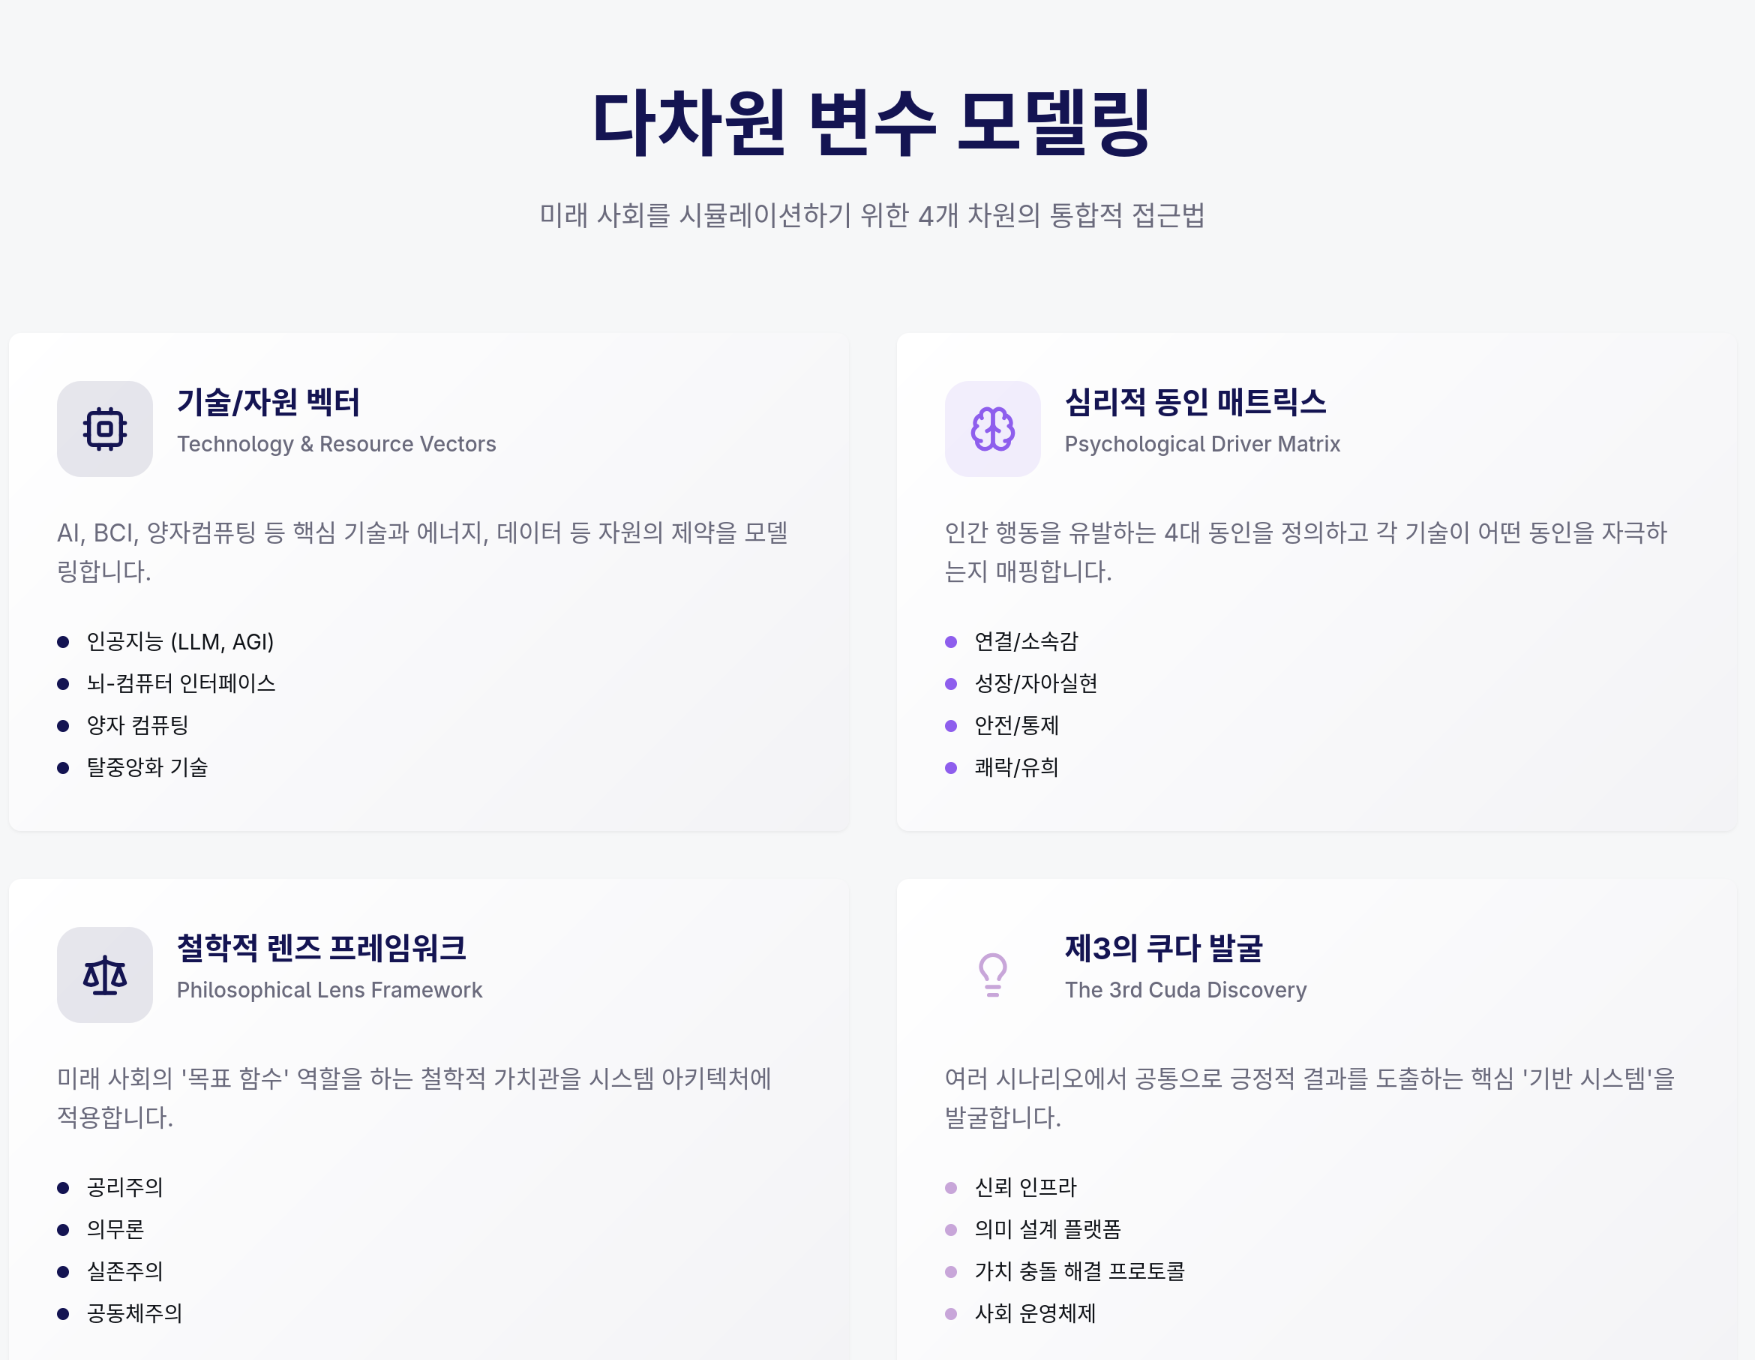 다차원 변수 모델링
미래 사회를 시뮬레이션하기 위한 4개 차원의 통합적 접근법
기술/자원 벡터
Technology & Resource Vectors
AI, BCI, 양자컴퓨팅 등 핵심 기술과 에너지, 데이터 등 자원의 제약을 모델
링합니다.
인공지능 (LLM, AGI)
뇌-컴퓨터 인터페이스
양자 컴퓨팅
탈중앙화 기술
심리적 동인 매트릭스
Psychological Driver Matrix
인간 행동을 유발하는 4대 동인을 정의하고 각 기술이 어떤 동인을 자극하
는지 매핑합니다.
연결/소속감
성장/자아실현
안전/통제
쾌락/유희
철학적 렌즈 프레임워크
Philosophical Lens Framework
미래 사회의 '목표 함수' 역할을 하는 철학적 가치관을 시스템 아키텍처에
적용합니다.
공리주의
의무론
실존주의
공동체주의
제3의 쿠다 발굴
The 3rd Cuda Discovery
여러 시나리오에서 공통으로 긍정적 결과를 도출하는 핵심 '기반 시스템'을
발굴합니다.
신뢰 인프라
의미 설계 플랫폼
가치 충돌 해결 프로토콜
사회 운영체제